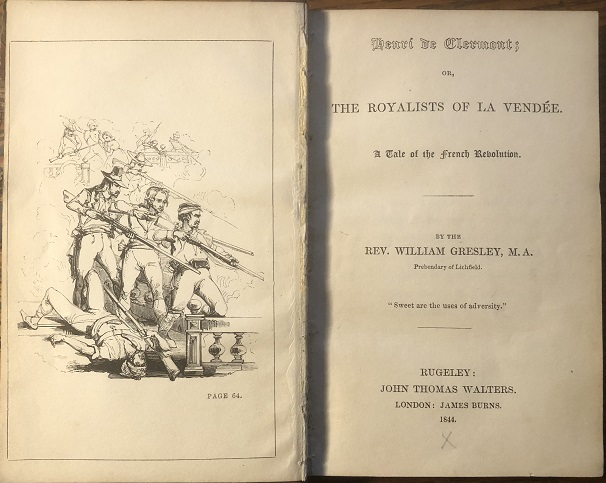 PAGE 64.
Henri de Clermont;
OR,
THE ROYALISTS OF LA VENDÉE.
A Tale of the French Revolution.
BY THE
REV. WILLIAM GRESLEY, M.A.
Prebendary of Lichfield.
"Sweet are the uses of adversity."
RUGELEY:
JOHN THOMAS WALTERS.
LONDON: JAMES BURNS.
1844.
X